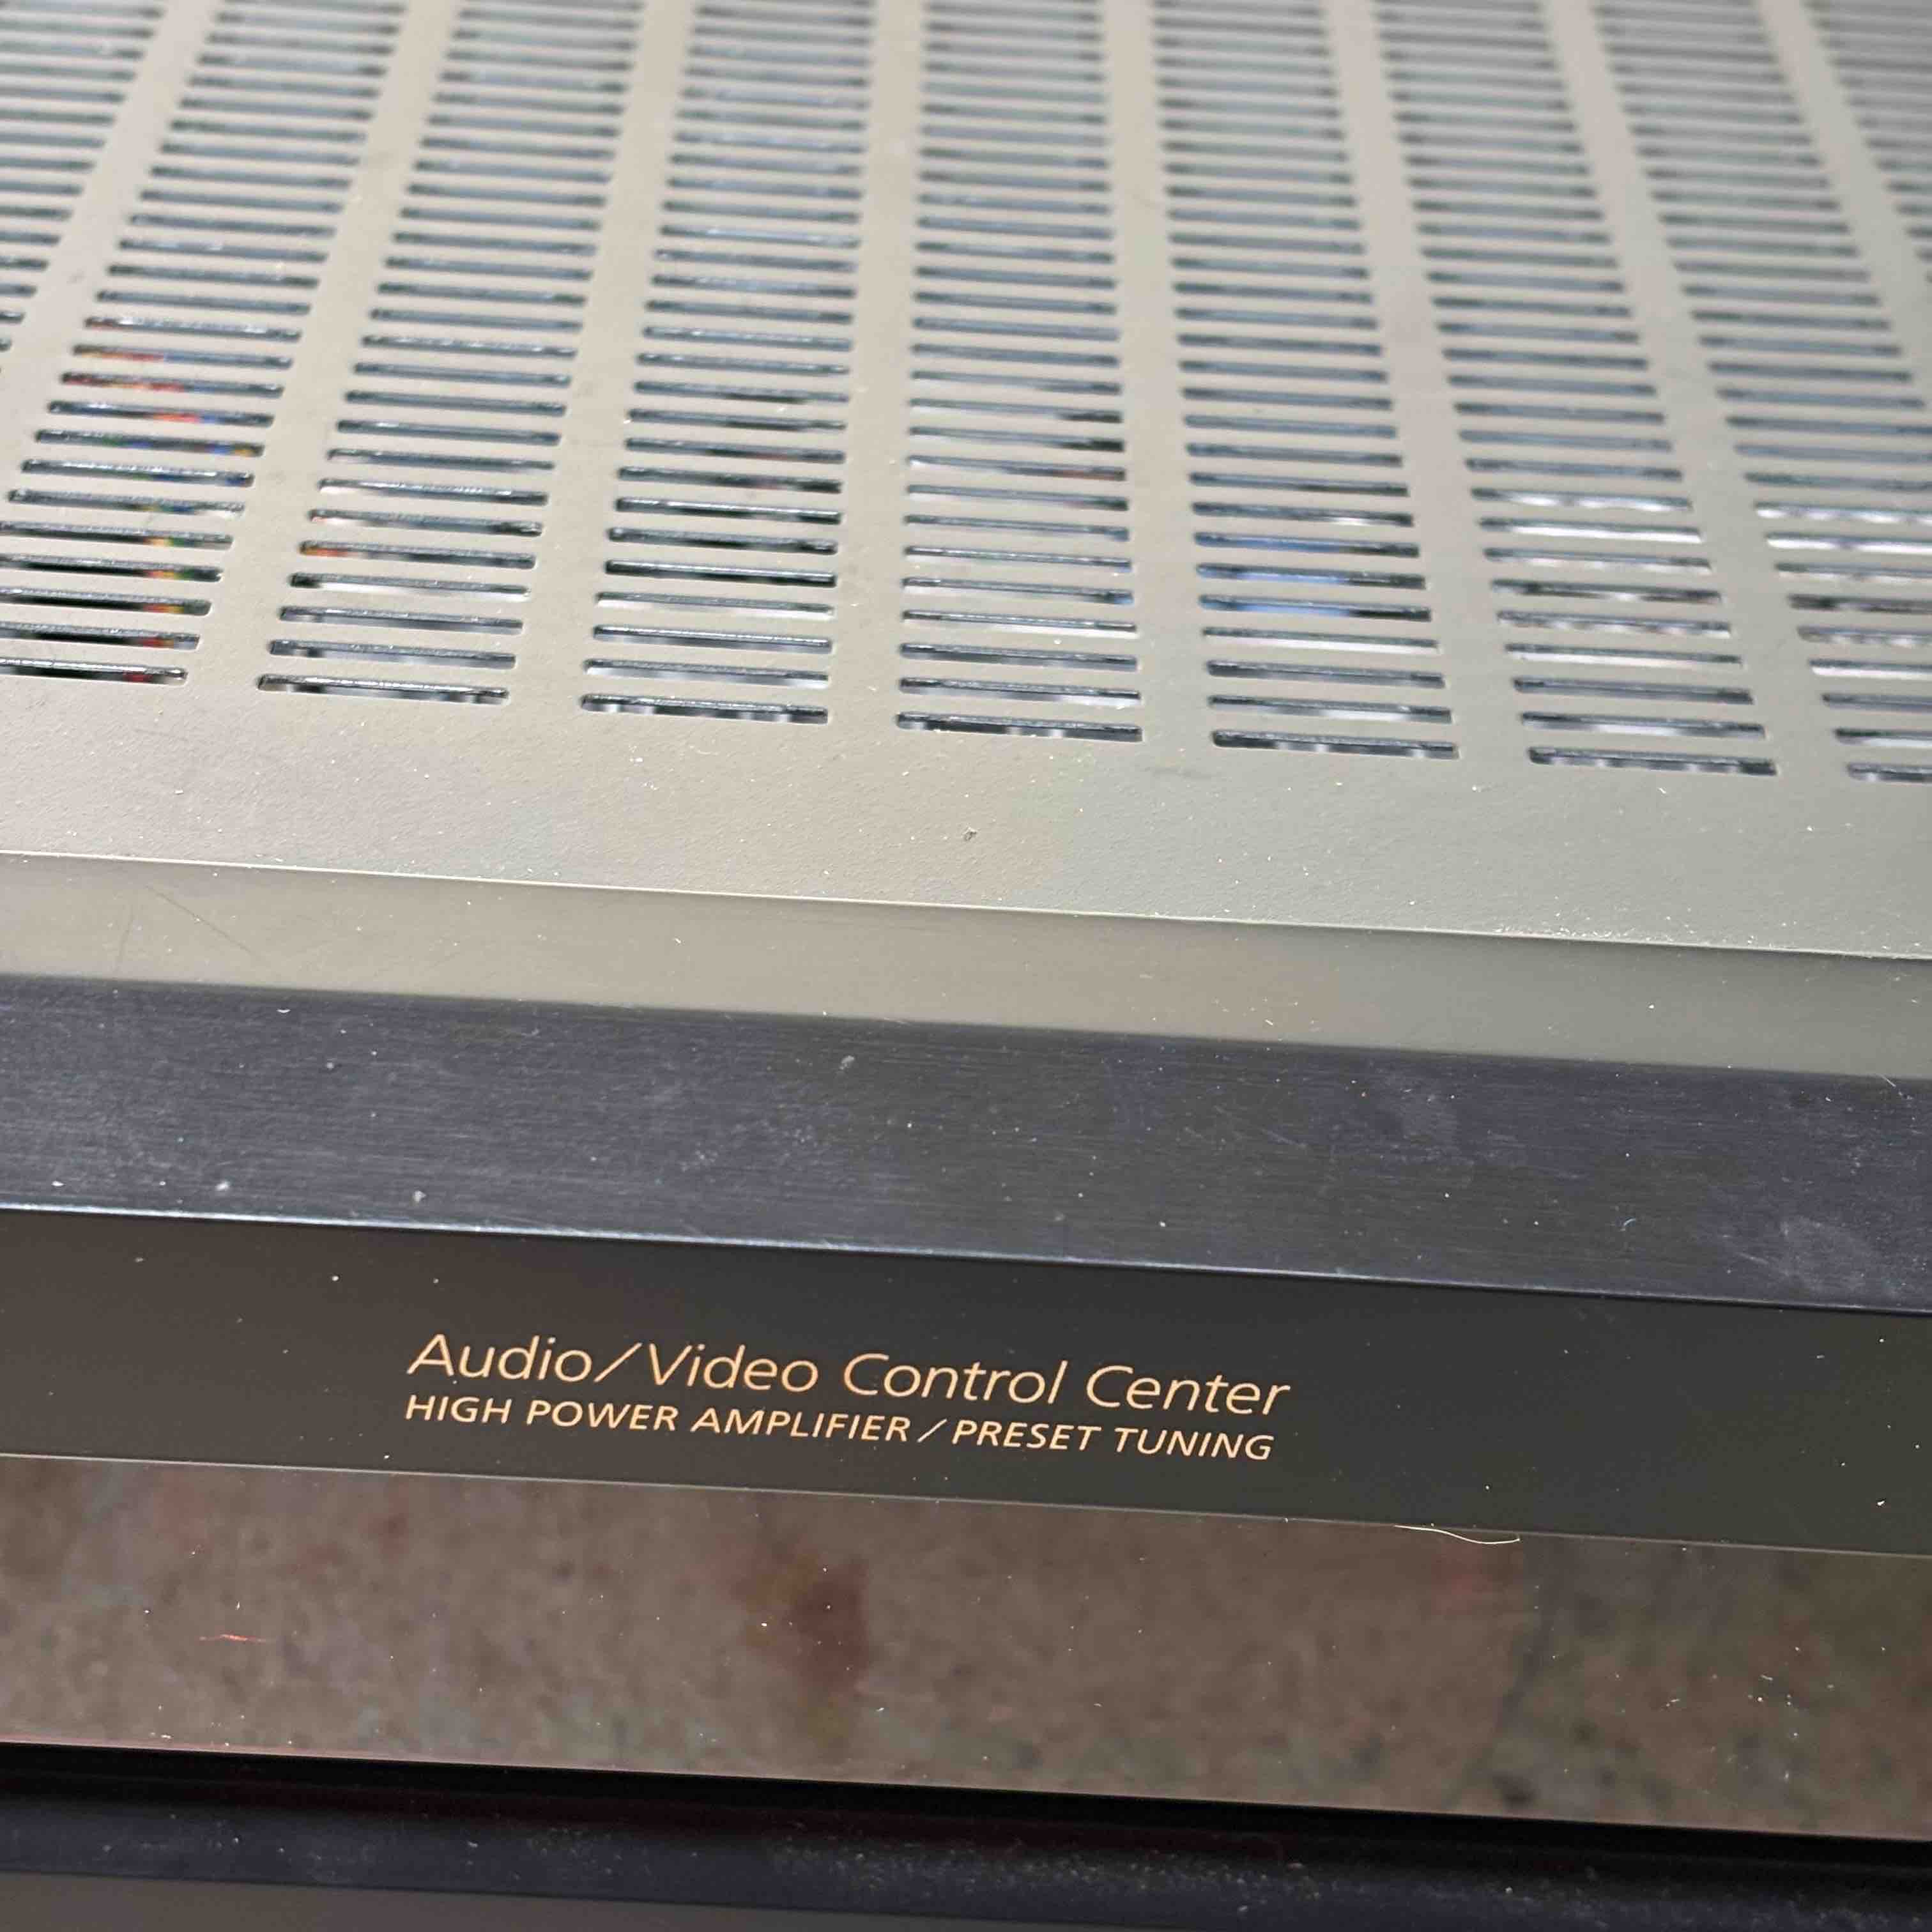 Audio/Video Control Center
HIGH POWER AMPLIFIER/PRESET TUNING